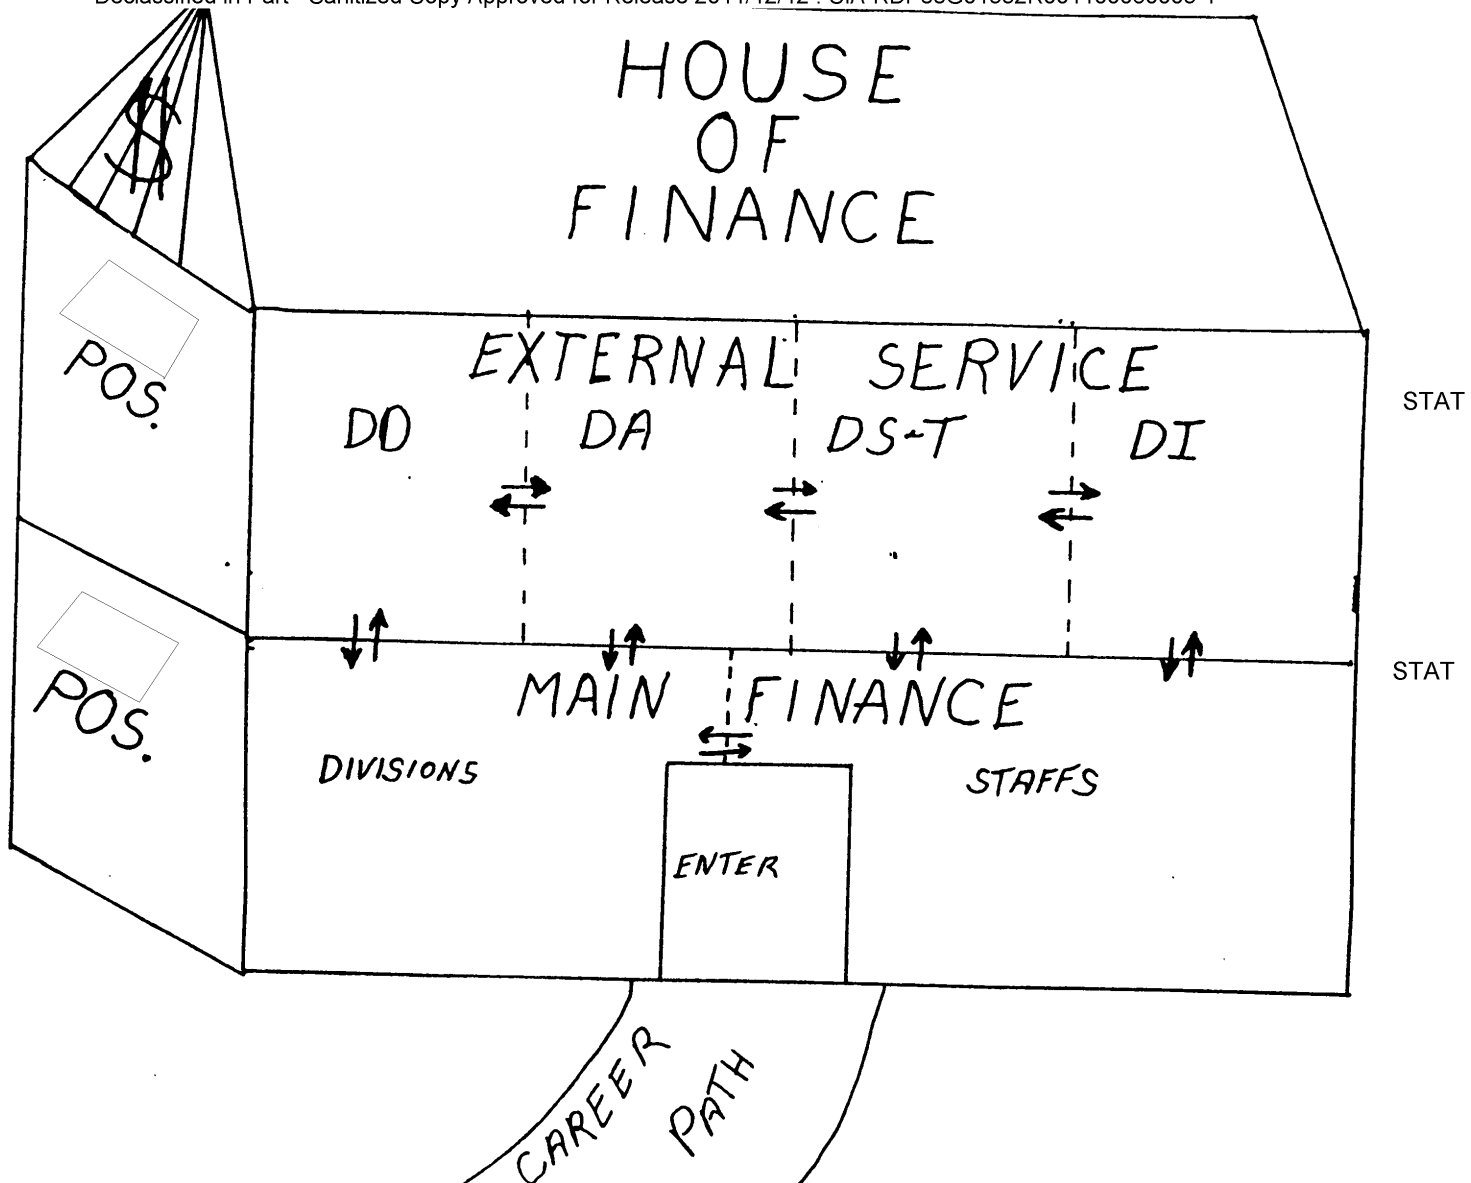 HOUSE
OF
FINANCE
$
POS.
EXTERNAL SERVICE
STAT
DO DA DS&T DI
STAT
POS.
MAIN FINANCE
DIVISIONS STAFFS
ENTER
CAREER
PATH